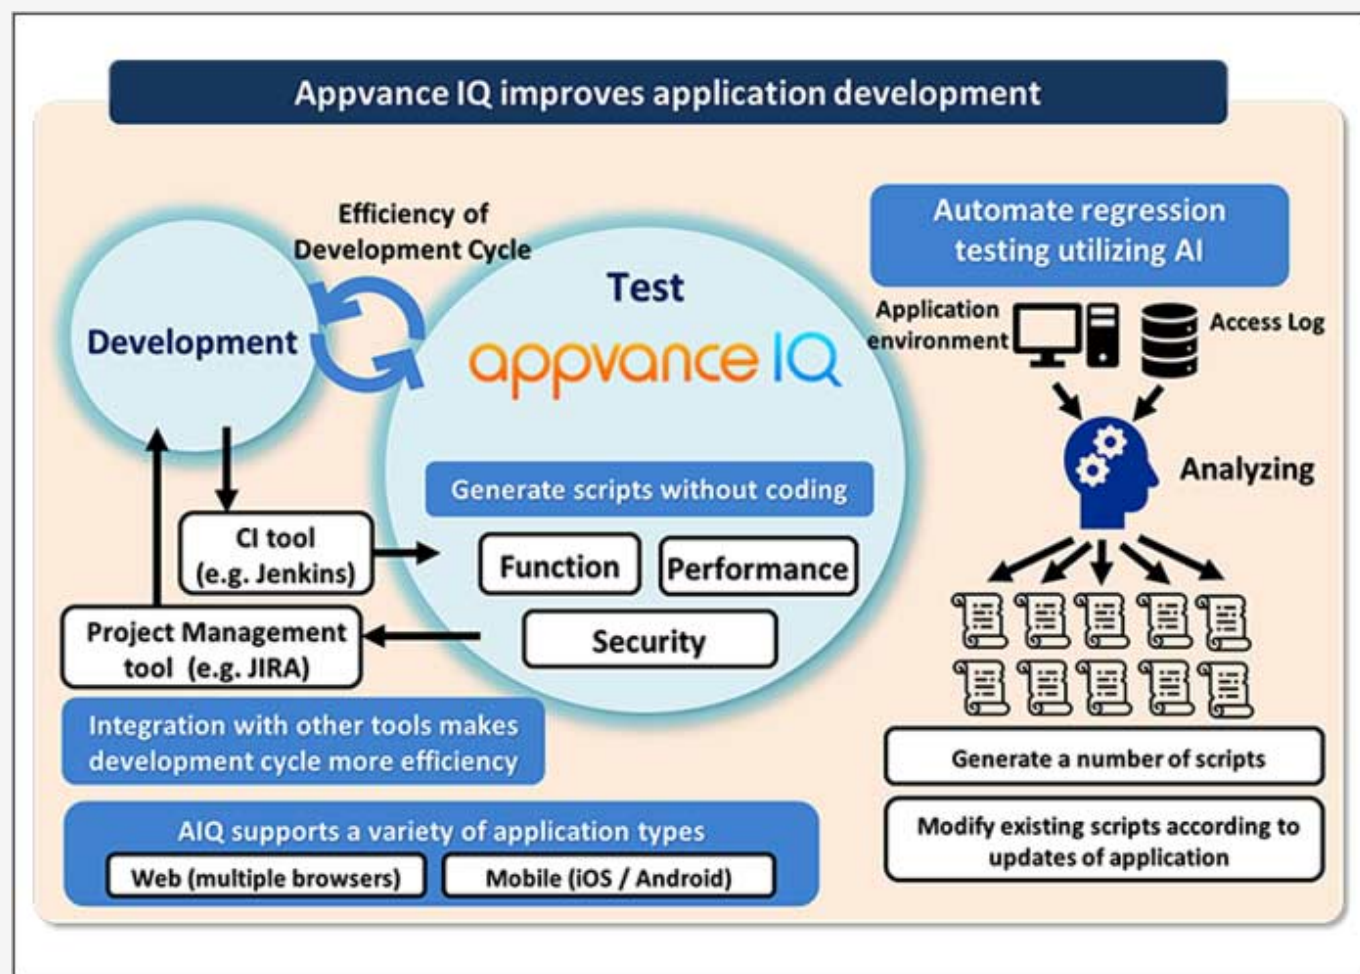 Appvance IQ improves application development
Efficiency of
Development Cycle
Development
Test
appvance IQ
Generate scripts without coding
Function
Performance
Security
CI tool
(e.g. Jenkins)
Project Management
tool (e.g. JIRA)
Integration with other tools makes
development cycle more efficiency
AIQ supports a variety of application types
Web (multiple browsers)
Mobile (iOS / Android)
Automate regression
testing utilizing AI
Application
environment
Access Log
Analyzing
Generate a number of scripts
Modify existing scripts according to
updates of application